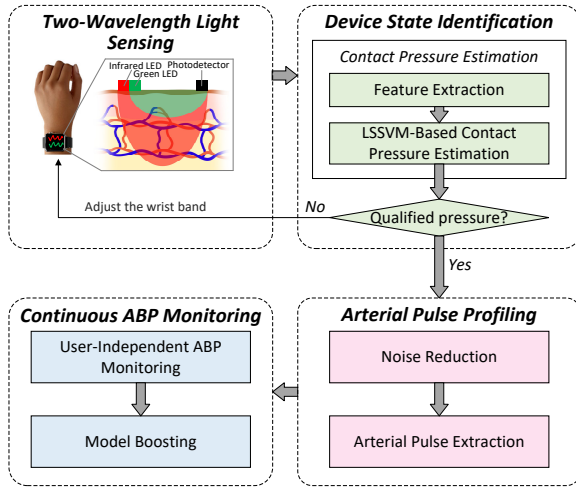 Two-Wavelength Light
Sensing
Infrared LED
Photodetector
Green LED
Adjust the wrist band
No
Device State Identification
Contact Pressure Estimation
Feature Extraction
LSSVM-Based Contact
Pressure Estimation
Qualified pressure?
Yes
Arterial Pulse Profiling
Noise Reduction
Arterial Pulse Extraction
Continuous ABP Monitoring
User-Independent ABP
Monitoring
Model Boosting